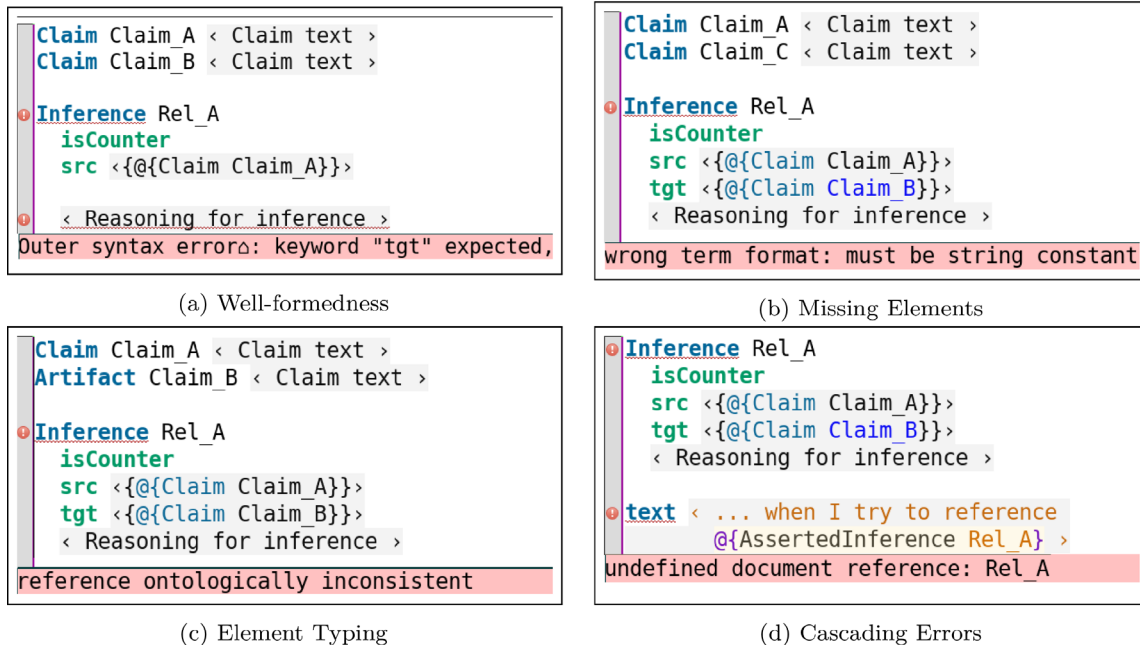 Claim Claim_A ‹ Claim text ›
Claim Claim_B ‹ Claim text ›
Inference Rel_A
isCounter
src ‹{@{Claim Claim_A}}›
‹ Reasoning for inference ›
Outer syntax error⌂: keyword "tgt" expected,
(a) Well-formedness
Claim Claim_A ‹ Claim text ›
Claim Claim_C ‹ Claim text ›
Inference Rel_A
isCounter
src ‹{@{Claim Claim_A}}›
tgt ‹{@{Claim Claim_B}}›
‹ Reasoning for inference ›
wrong term format: must be string constant
(b) Missing Elements
Claim Claim_A ‹ Claim text ›
Artifact Claim_B ‹ Claim text ›
Inference Rel_A
isCounter
src ‹{@{Claim Claim_A}}›
tgt ‹{@{Claim Claim_B}}›
‹ Reasoning for inference ›
reference ontologically inconsistent
(c) Element Typing
Inference Rel_A
isCounter
src ‹{@{Claim Claim_A}}›
tgt ‹{@{Claim Claim_B}}›
‹ Reasoning for inference ›
text ‹ ... when I try to reference
@{AssertedInference Rel_A} ›
undefined document reference: Rel_A
(d) Cascading Errors